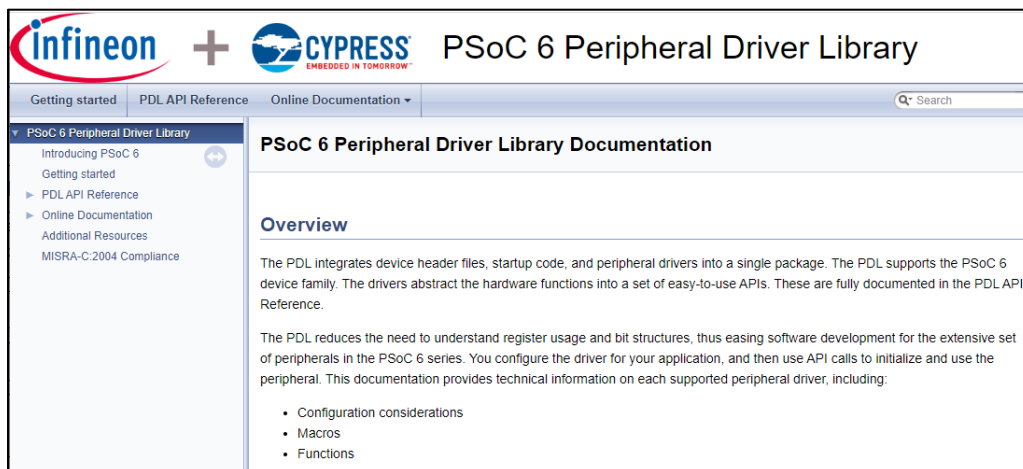 infineon + CYPRESS PSoC 6 Peripheral Driver Library
EMBEDDED IN TOMORROW™
Getting started PDL API Reference Online Documentation Search
PSoC 6 Peripheral Driver Library
Introducing PSoC 6
Getting started
PDL API Reference
Online Documentation
Additional Resources
MISRA-C:2004 Compliance
PSoC 6 Peripheral Driver Library Documentation
Overview
The PDL integrates device header files, startup code, and peripheral drivers into a single package. The PDL supports the PSoC 6
device family. The drivers abstract the hardware functions into a set of easy-to-use APIs. These are fully documented in the PDL API
Reference.
The PDL reduces the need to understand register usage and bit structures, thus easing software development for the extensive set
of peripherals in the PSoC 6 series. You configure the driver for your application, and then use API calls to initialize and use the
peripheral. This documentation provides technical information on each supported peripheral driver, including:
• Configuration considerations
• Macros
• Functions